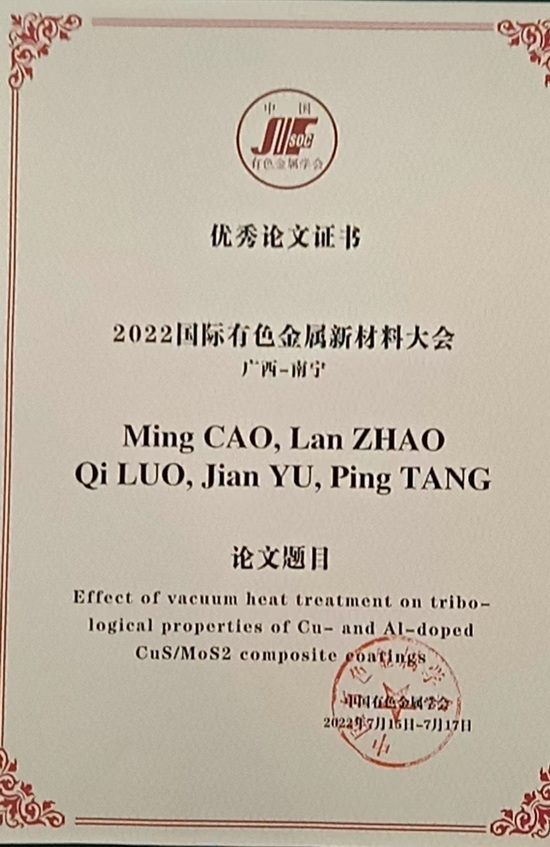 中 国
SOC
有色金属学会
优秀论文证书
2022国际有色金属新材料大会
广西-南宁
Ming CAO, Lan ZHAO
Qi LUO, Jian YU, Ping TANG
论文题目
Effect of vacuum heat treatment on tribo-
logical properties of Cu- and Al-doped
CuS/MoS2 composite coatings
中国有色金属学会
2022年7月15日-7月17日